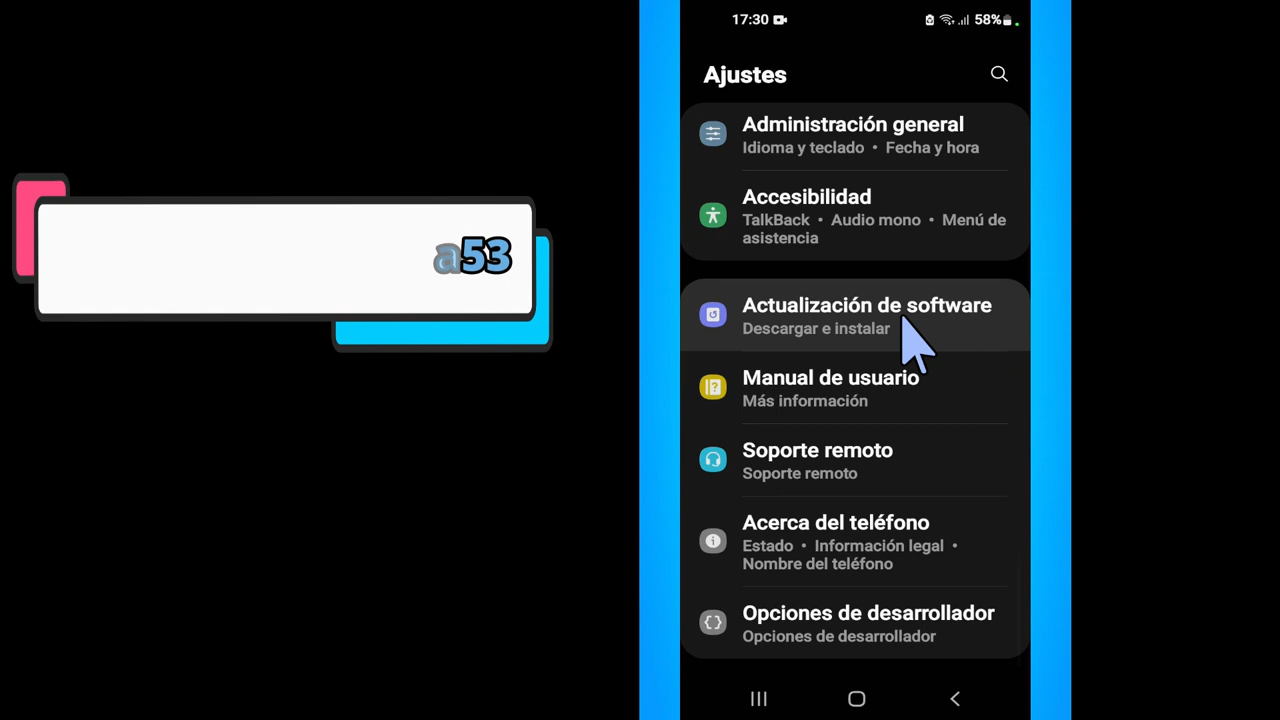 a53
17:30
58%
Ajustes
Administración general
Idioma y teclado • Fecha y hora
Accesibilidad
TalkBack • Audio mono • Menú de
asistencia
Actualización de software
Descargar e instalar
Manual de usuario
Más información
Soporte remoto
Soporte remoto
Acerca del teléfono
Estado • Información legal •
Nombre del teléfono
Opciones de desarrollador
Opciones de desarrollador